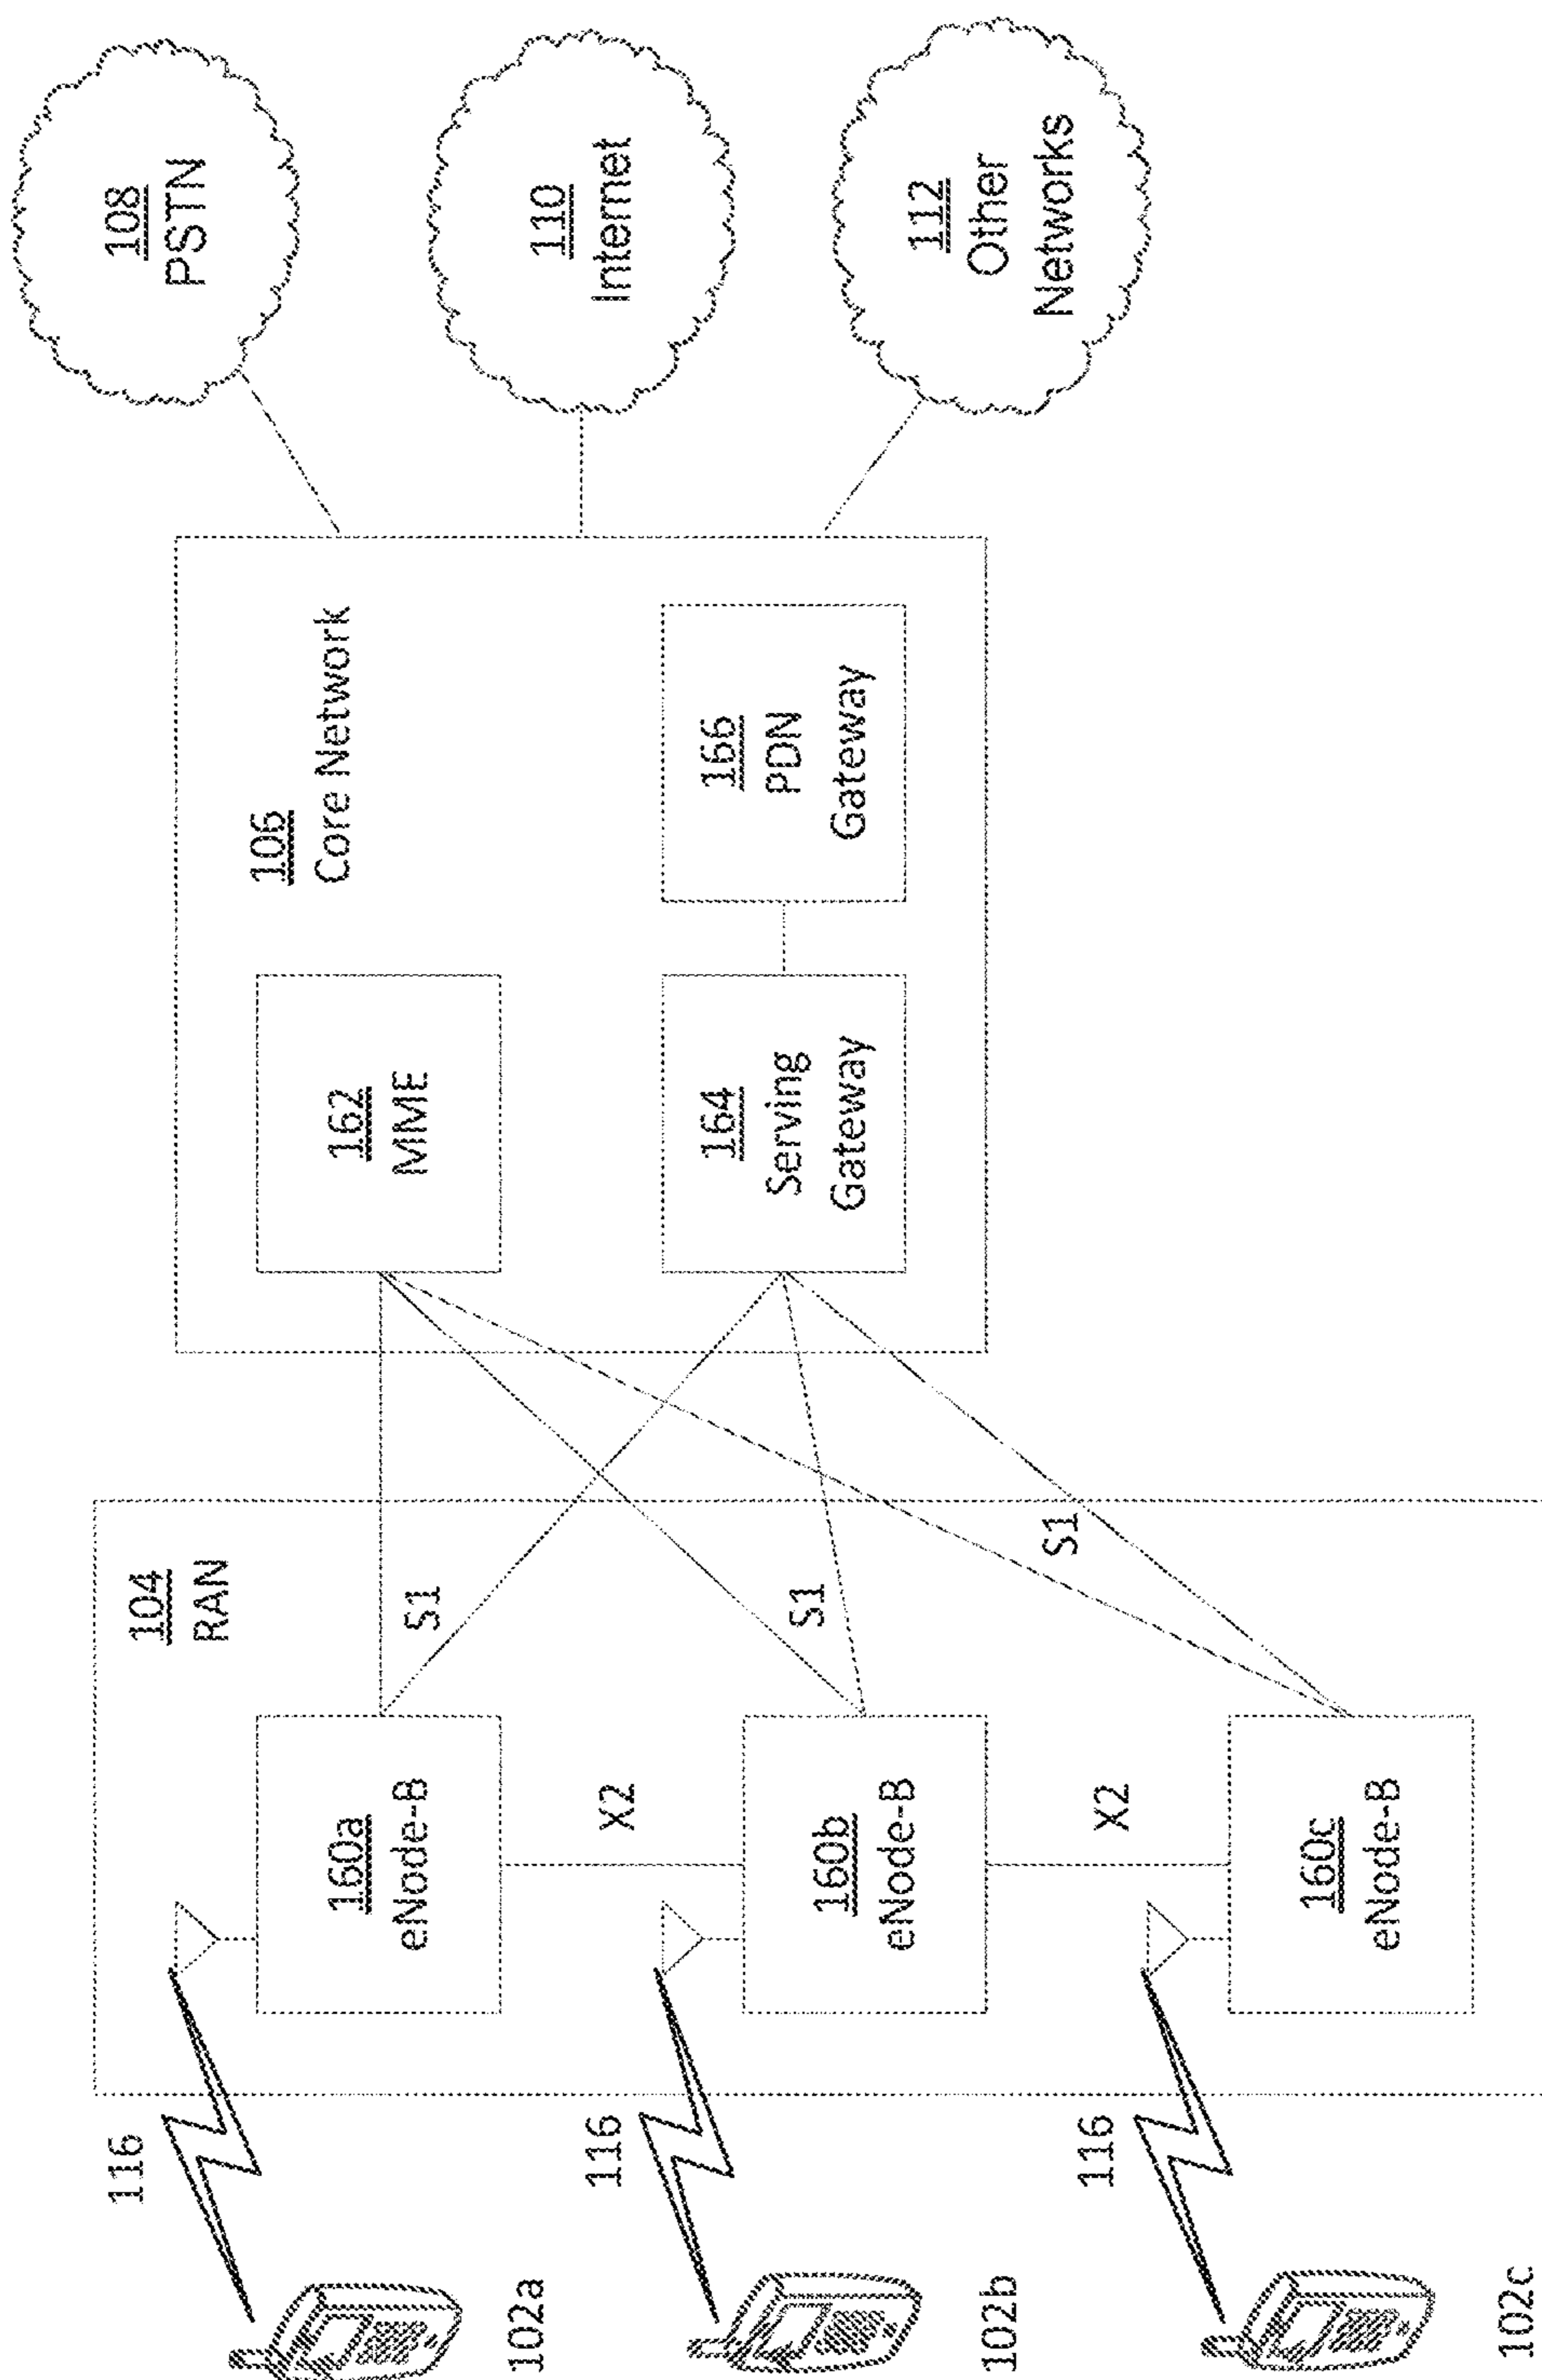 116
104
RAN
160a
eNode-B
S1
162
MME
106
Core Network
108
PSTN
102a
X2
116
160b
eNode-B
S1
164
Serving
Gateway
166
PDN
Gateway
110
Internet
102b
X2
116
160c
eNode-B
S1
112
Other
Networks
102c